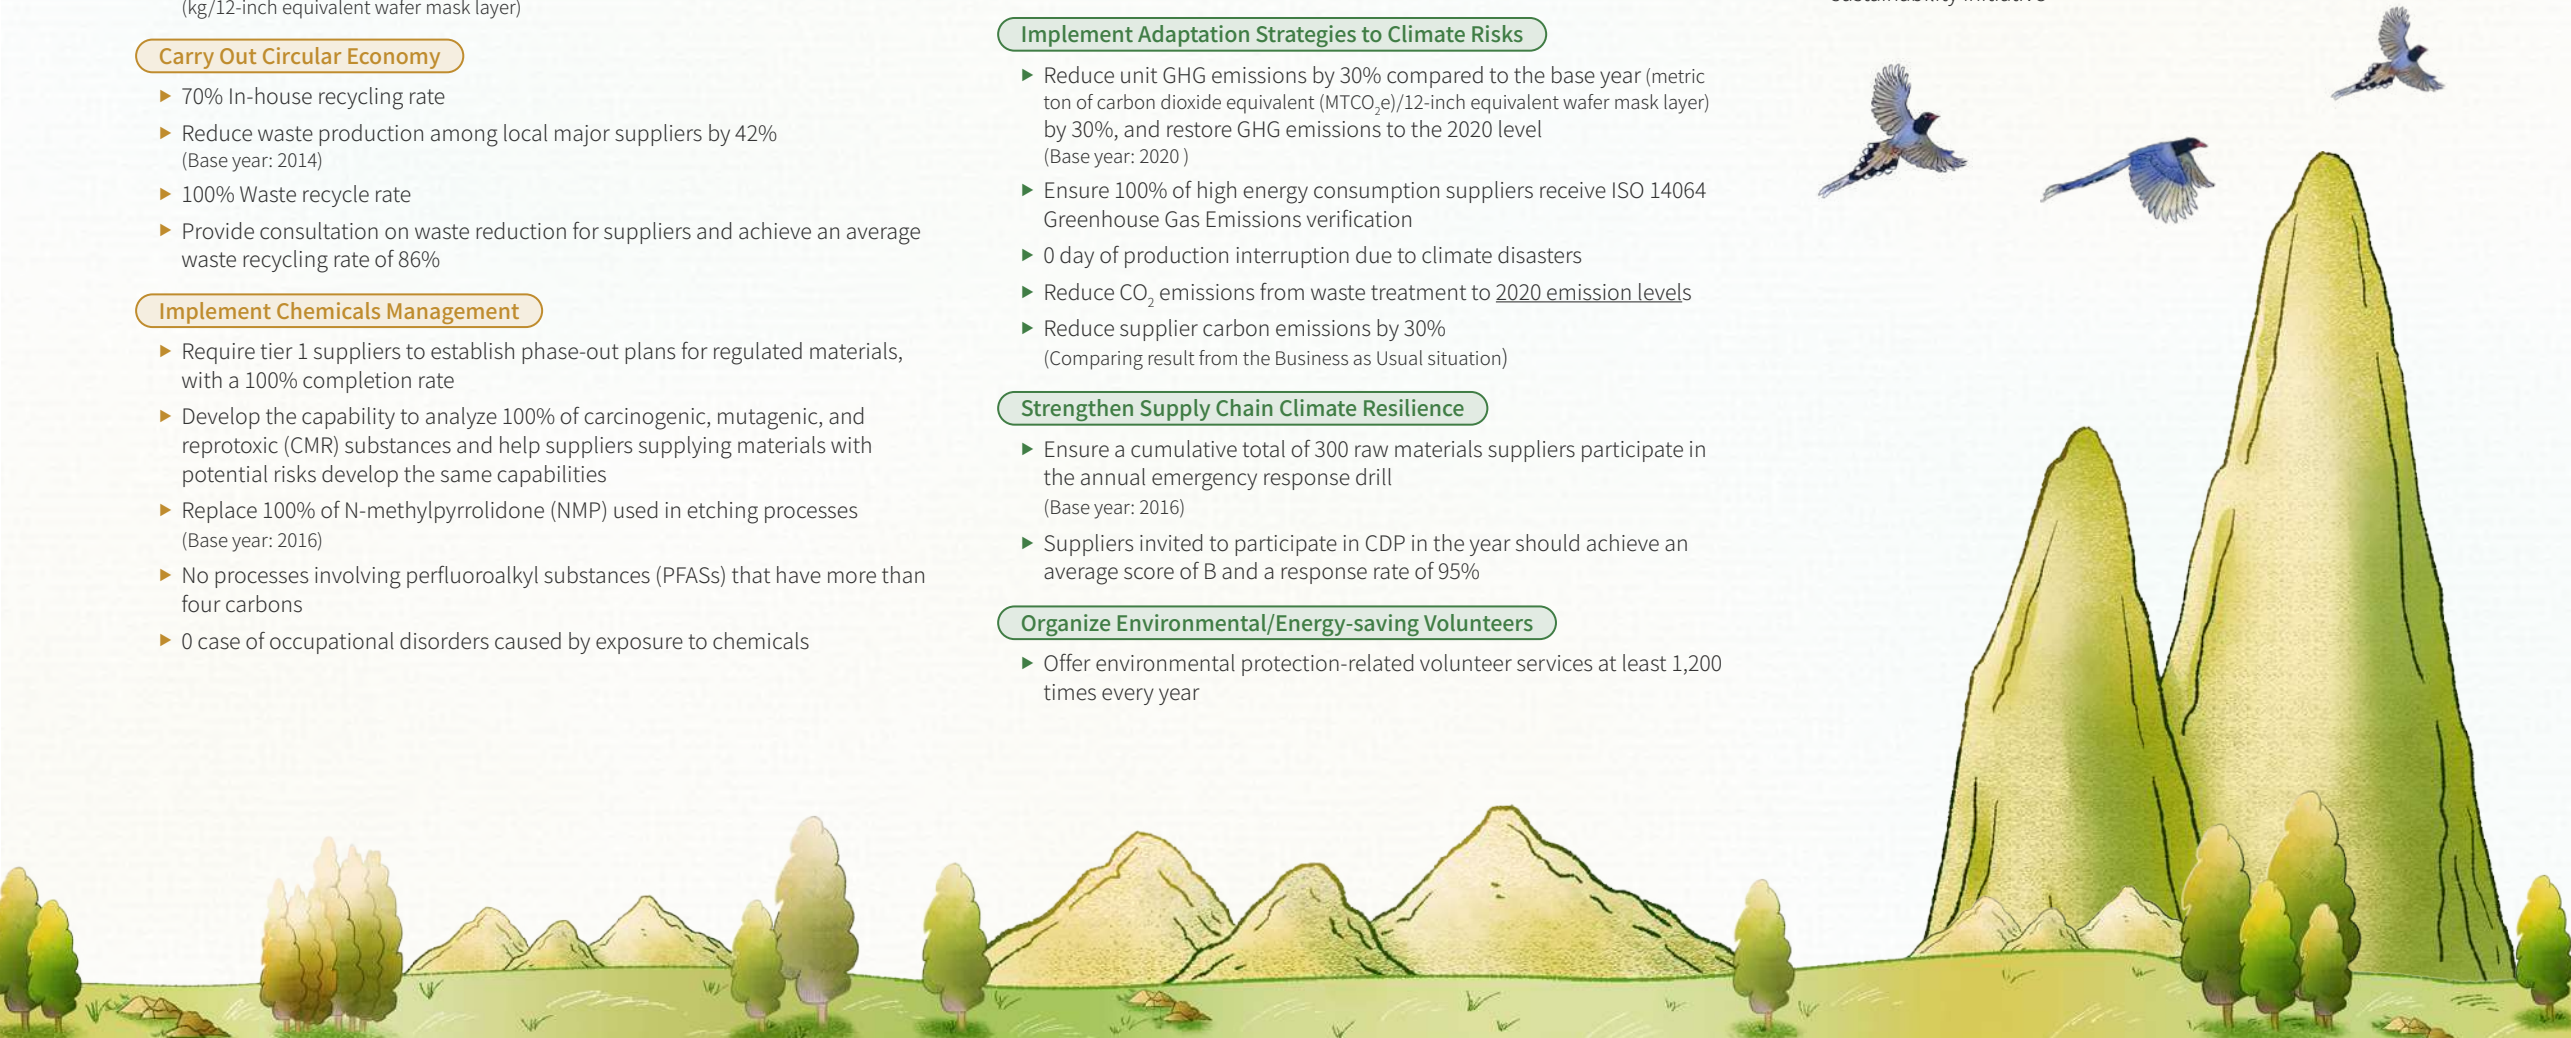 (kg/12-inch equivalent wafer mask layer)
Carry Out Circular Economy
70% In-house recycling rate
Reduce waste production among local major suppliers by 42%
(Base year: 2014)
100% Waste recycle rate
Provide consultation on waste reduction for suppliers and achieve an average
waste recycling rate of 86%
Implement Chemicals Management
Require tier 1 suppliers to establish phase-out plans for regulated materials,
with a 100% completion rate
Develop the capability to analyze 100% of carcinogenic, mutagenic, and
reprotoxic (CMR) substances and help suppliers supplying materials with
potential risks develop the same capabilities
Replace 100% of N-methylpyrrolidone (NMP) used in etching processes
(Base year: 2016)
No processes involving perfluoroalkyl substances (PFASs) that have more than
four carbons
0 case of occupational disorders caused by exposure to chemicals
Implement Adaptation Strategies to Climate Risks
Reduce unit GHG emissions by 30% compared to the base year (metric
ton of carbon dioxide equivalent (MTCO₂e)/12-inch equivalent wafer mask layer)
by 30%, and restore GHG emissions to the 2020 level
(Base year: 2020 )
Ensure 100% of high energy consumption suppliers receive ISO 14064
Greenhouse Gas Emissions verification
0 day of production interruption due to climate disasters
Reduce CO₂ emissions from waste treatment to 2020 emission levels
Reduce supplier carbon emissions by 30%
(Comparing result from the Business as Usual situation)
Strengthen Supply Chain Climate Resilience
Ensure a cumulative total of 300 raw materials suppliers participate in
the annual emergency response drill
(Base year: 2016)
Suppliers invited to participate in CDP in the year should achieve an
average score of B and a response rate of 95%
Organize Environmental/Energy-saving Volunteers
Offer environmental protection-related volunteer services at least 1,200
times every year